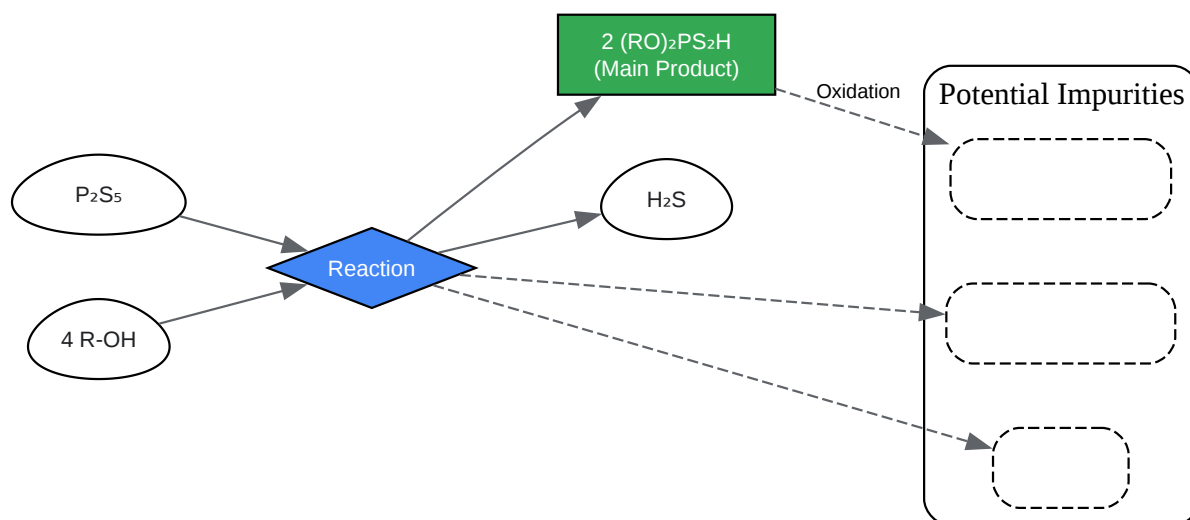 2 (RO)₂PS₂H
(Main Product)
Oxidation
Potential Impurities
P₂S₅
H₂S
Reaction
4 R-OH